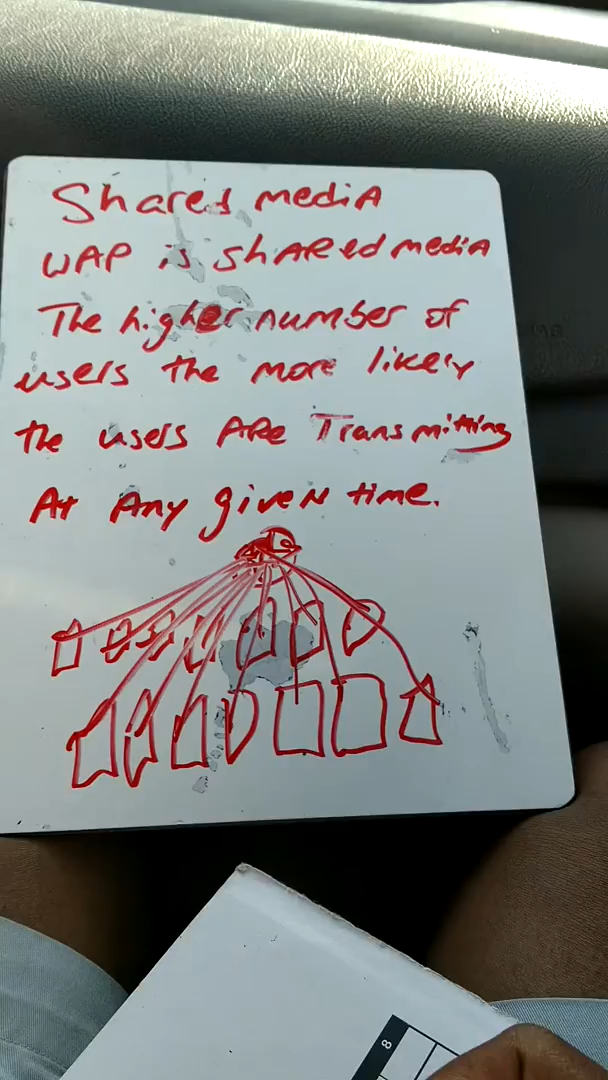 Shared media
WAP is shARed media
The higher number of
users the more likely
the users ARe Transmitting
At Any given time.
8